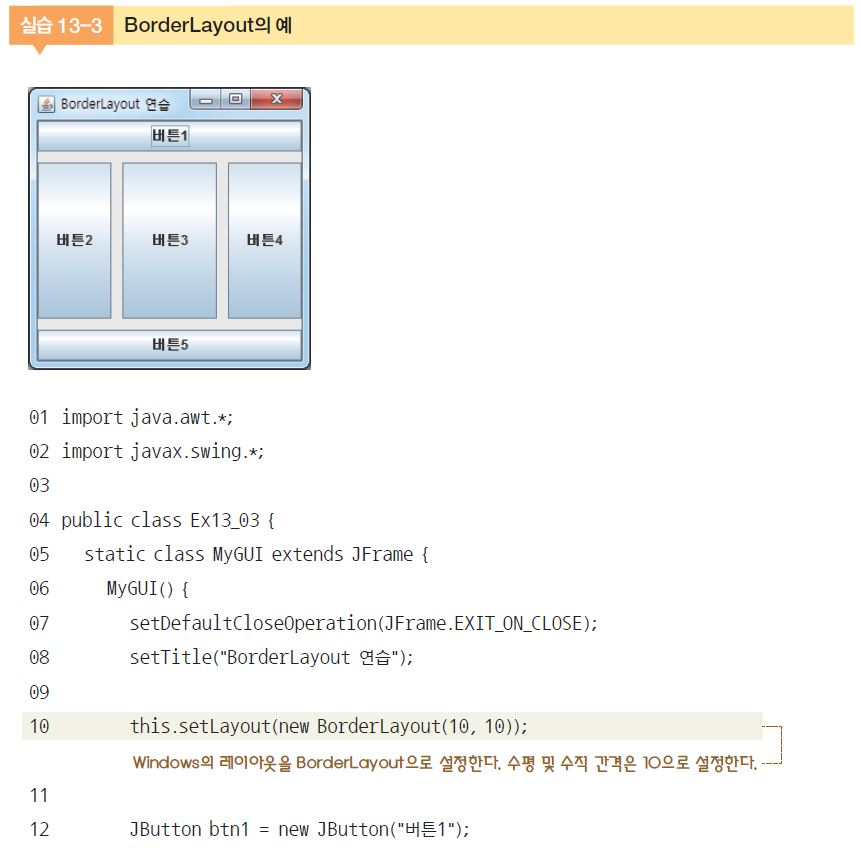 실습 13-3 BorderLayout의 예
BorderLayout 연습
버튼1
버튼2 버튼3 버튼4
버튼5
01 import java.awt.*;
02 import javax.swing.*;
03
04 public class Ex13_03 {
05 static class MyGUI extends JFrame {
06 MyGUI() {
07 setDefaultCloseOperation(JFrame.EXIT_ON_CLOSE);
08 setTitle("BorderLayout 연습");
09
10 this.setLayout(new BorderLayout(10, 10));
Windows의 레이아웃을 BorderLayout으로 설정한다. 수평 및 수직 간격은 10으로 설정한다.
11
12 JButton btn1 = new JButton("버튼1");